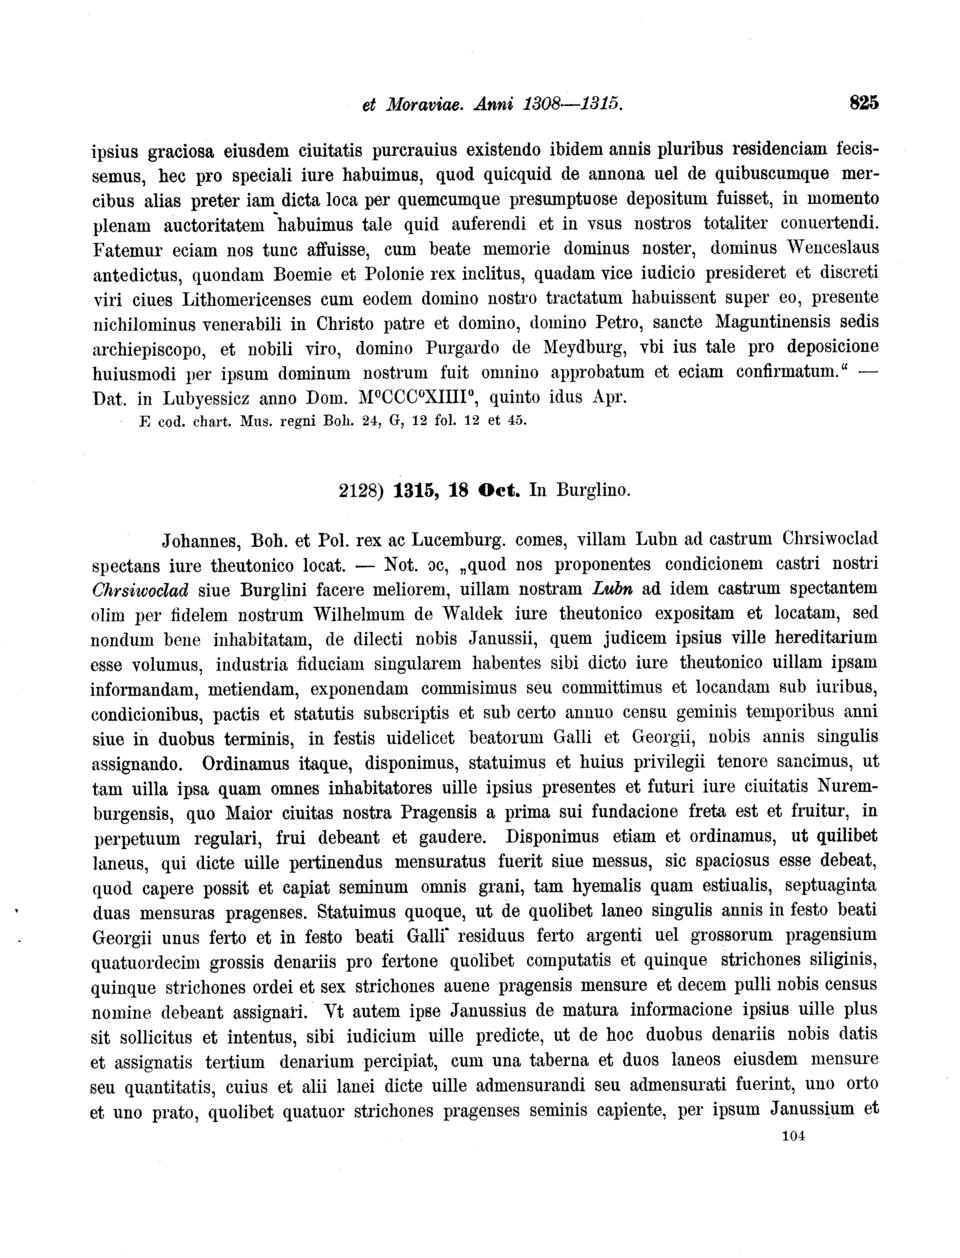 et Moraviae. Anni 1308—1315. 825
ipsius graciosa eiusdem ciuitatis purcrauius existendo ibidem annis pluribus residenciam fecis-
semus, hec pro speciali iure habuimus, quod quicquid de annona uel de quibuscumque mer-
cibus alias preter iam dicta loca per quemcumque presumptuose depositum fuisset, in momento
plenam auctoritatem habuimus tale quid auferendi et in vsus nostros totaliter conuertendi.
Fatemur eciam nos tunc affuisse, cum beate memorie dominus noster, dominus Wenceslaus
antedictus, quondam Boemie et Polonie rex inclitus, quadam vice iudicio presideret et discreti
viri ciues Lithomericenses cum eodem domino nostro tractatum habuissent super eo, presente
nichilominus venerabili in Christo patre et domino, domino Petro, sancte Maguntinensis sedis
archiepiscopo, et nobili viro, domino Purgardo de Meydburg, vbi ius tale pro deposicione
huiusmodi per ipsum dominum nostrum fuit omnino approbatum et eciam confirmatum.“ —
Dat. in Lubyessicz anno Dom. M⁰CCC⁰XIIII⁰, quinto idus Apr.
E cod. chart. Mus. regni Boh. 24, G, 12 fol. 12 et 45.
2128) 1315, 18 Oct. In Burglino.
Johannes, Boh. et Pol. rex ac Lucemburg. comes, villam Lubn ad castrum Chrsiwoclad
spectans iure theutonico locat. — Not. ꝛc, „quod nos proponentes condicionem castri nostri
Chrsiwoclad siue Burglini facere meliorem, uillam nostram Lubn ad idem castrum spectantem
olim per fidelem nostrum Wilhelmum de Waldek iure theutonico expositam et locatam, sed
nondum bene inhabitatam, de dilecti nobis Janussii, quem judicem ipsius ville hereditarium
esse volumus, industria fiduciam singularem habentes sibi dicto iure theutonico uillam ipsam
informandam, metiendam, exponendam commisimus seu committimus et locandam sub iuribus,
condicionibus, pactis et statutis subscriptis et sub certo annuo censu geminis temporibus anni
siue in duobus terminis, in festis uidelicet beatorum Galli et Georgii, nobis annis singulis
assignando. Ordinamus itaque, disponimus, statuimus et huius privilegii tenore sancimus, ut
tam uilla ipsa quam omnes inhabitatores uille ipsius presentes et futuri iure ciuitatis Nurem-
burgensis, quo Maior ciuitas nostra Pragensis a prima sui fundacione freta est et fruitur, in
perpetuum regulari, frui debeant et gaudere. Disponimus etiam et ordinamus, ut quilibet
laneus, qui dicte uille pertinendus mensuratus fuerit siue messus, sic spaciosus esse debeat,
quod capere possit et capiat seminum omnis grani, tam hyemalis quam estiualis, septuaginta
duas mensuras pragenses. Statuimus quoque, ut de quolibet laneo singulis annis in festo beati
Georgii unus ferto et in festo beati Galli residuus ferto argenti uel grossorum pragensium
quatuordecim grossis denariis pro fertone quolibet computatis et quinque strichones siliginis,
quinque strichones ordei et sex strichones auene pragensis mensure et decem pulli nobis census
nomine debeant assignari. Vt autem ipse Janussius de matura informacione ipsius uille plus
sit sollicitus et intentus, sibi iudicium uille predicte, ut de hoc duobus denariis nobis datis
et assignatis tertium denarium percipiat, cum una taberna et duos laneos eiusdem mensure
seu quantitatis, cuius et alii lanei dicte uille admensurandi seu admensurati fuerint, uno orto
et uno prato, quolibet quatuor strichones pragenses seminis capiente, per ipsum Janussium et
104